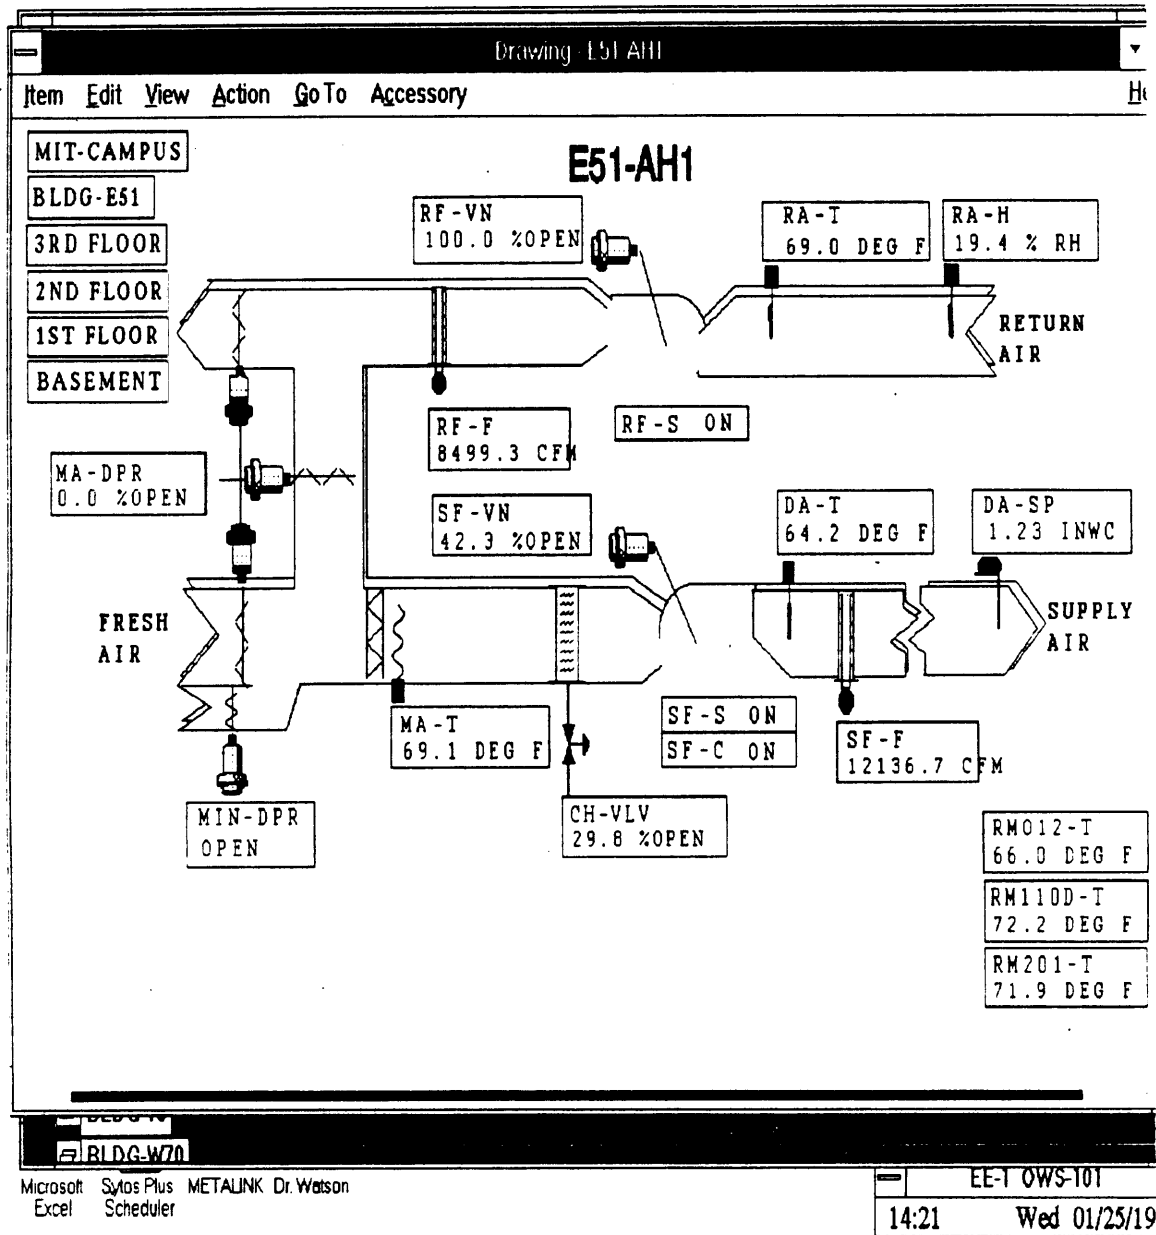 Drawing - E51-AH1
Item Edit View Action Go To Accessory
E51-AH1
MIT-CAMPUS
BLDG-E51
3RD FLOOR
2ND FLOOR
1ST FLOOR
BASEMENT
RF-VN
100.0 %OPEN
RA-T
69.0 DEG F
RA-H
19.4 % RH
RETURN
AIR
RF-F
8499.3 CFM
RF-S ON
MA-DPR
0.0 %OPEN
SF-VN
42.3 %OPEN
DA-T
64.2 DEG F
DA-SP
1.23 INWC
FRESH
AIR
SUPPLY
AIR
MA-T
69.1 DEG F
SF-S ON
SF-C ON
SF-F
12136.7 CFM
MIN-DPR
OPEN
CH-VLV
29.8 %OPEN
RM012-T
66.0 DEG F
RM110D-T
72.2 DEG F
RM201-T
71.9 DEG F
BLDG-W70
Microsoft
Excel
Sytos Plus
Scheduler
METALINK
Dr. Watson
EE-1 OWS-101
14:21 Wed 01/25/19